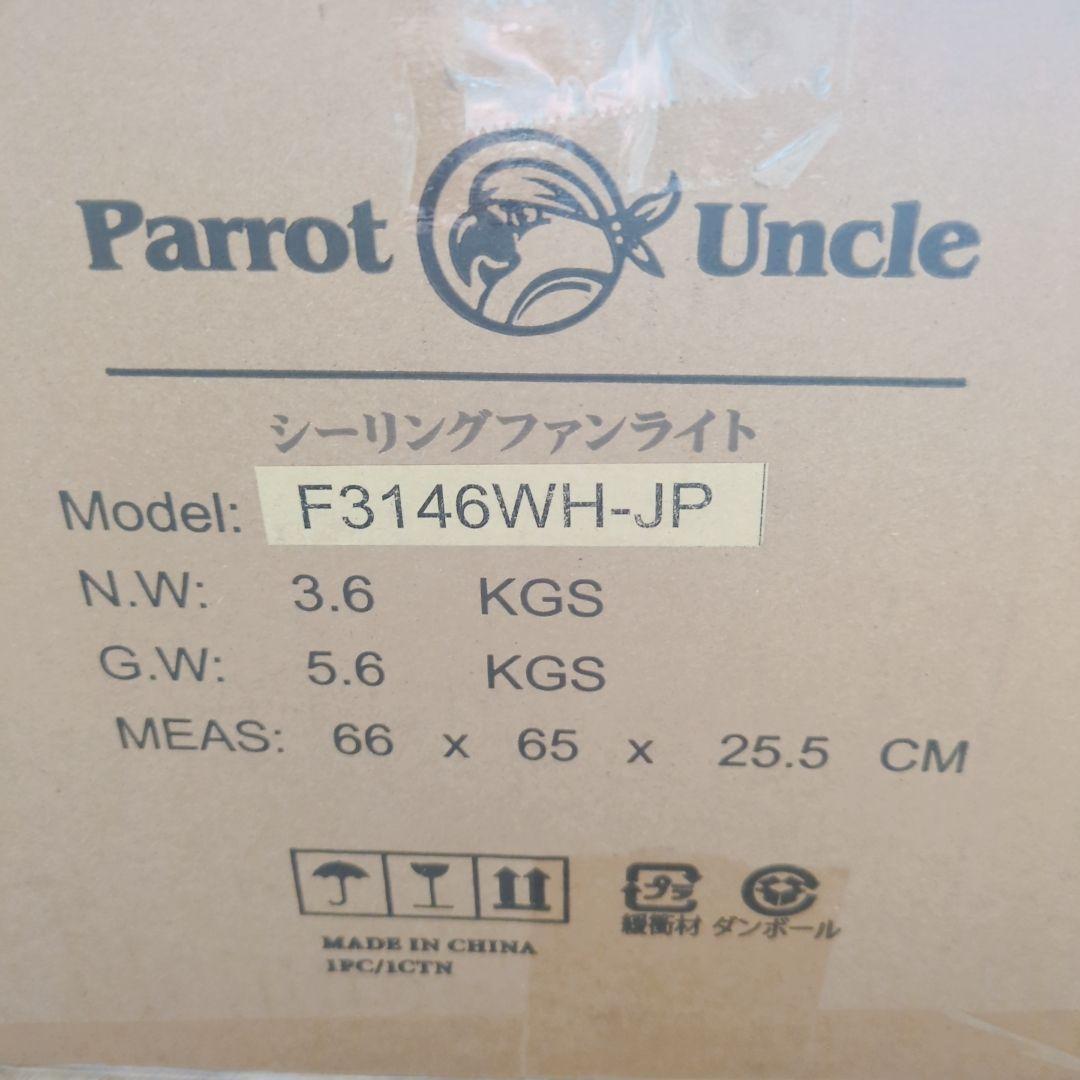 Parrot Uncle
シーリングファンライト
Model: F3146WH-JP
N.W: 3.6 KGS
G.W: 5.6 KGS
MEAS: 66 x 65 x 25.5 CM
プラ
緩衝材 ダンボール
MADE IN CHINA
1PC/1CTN